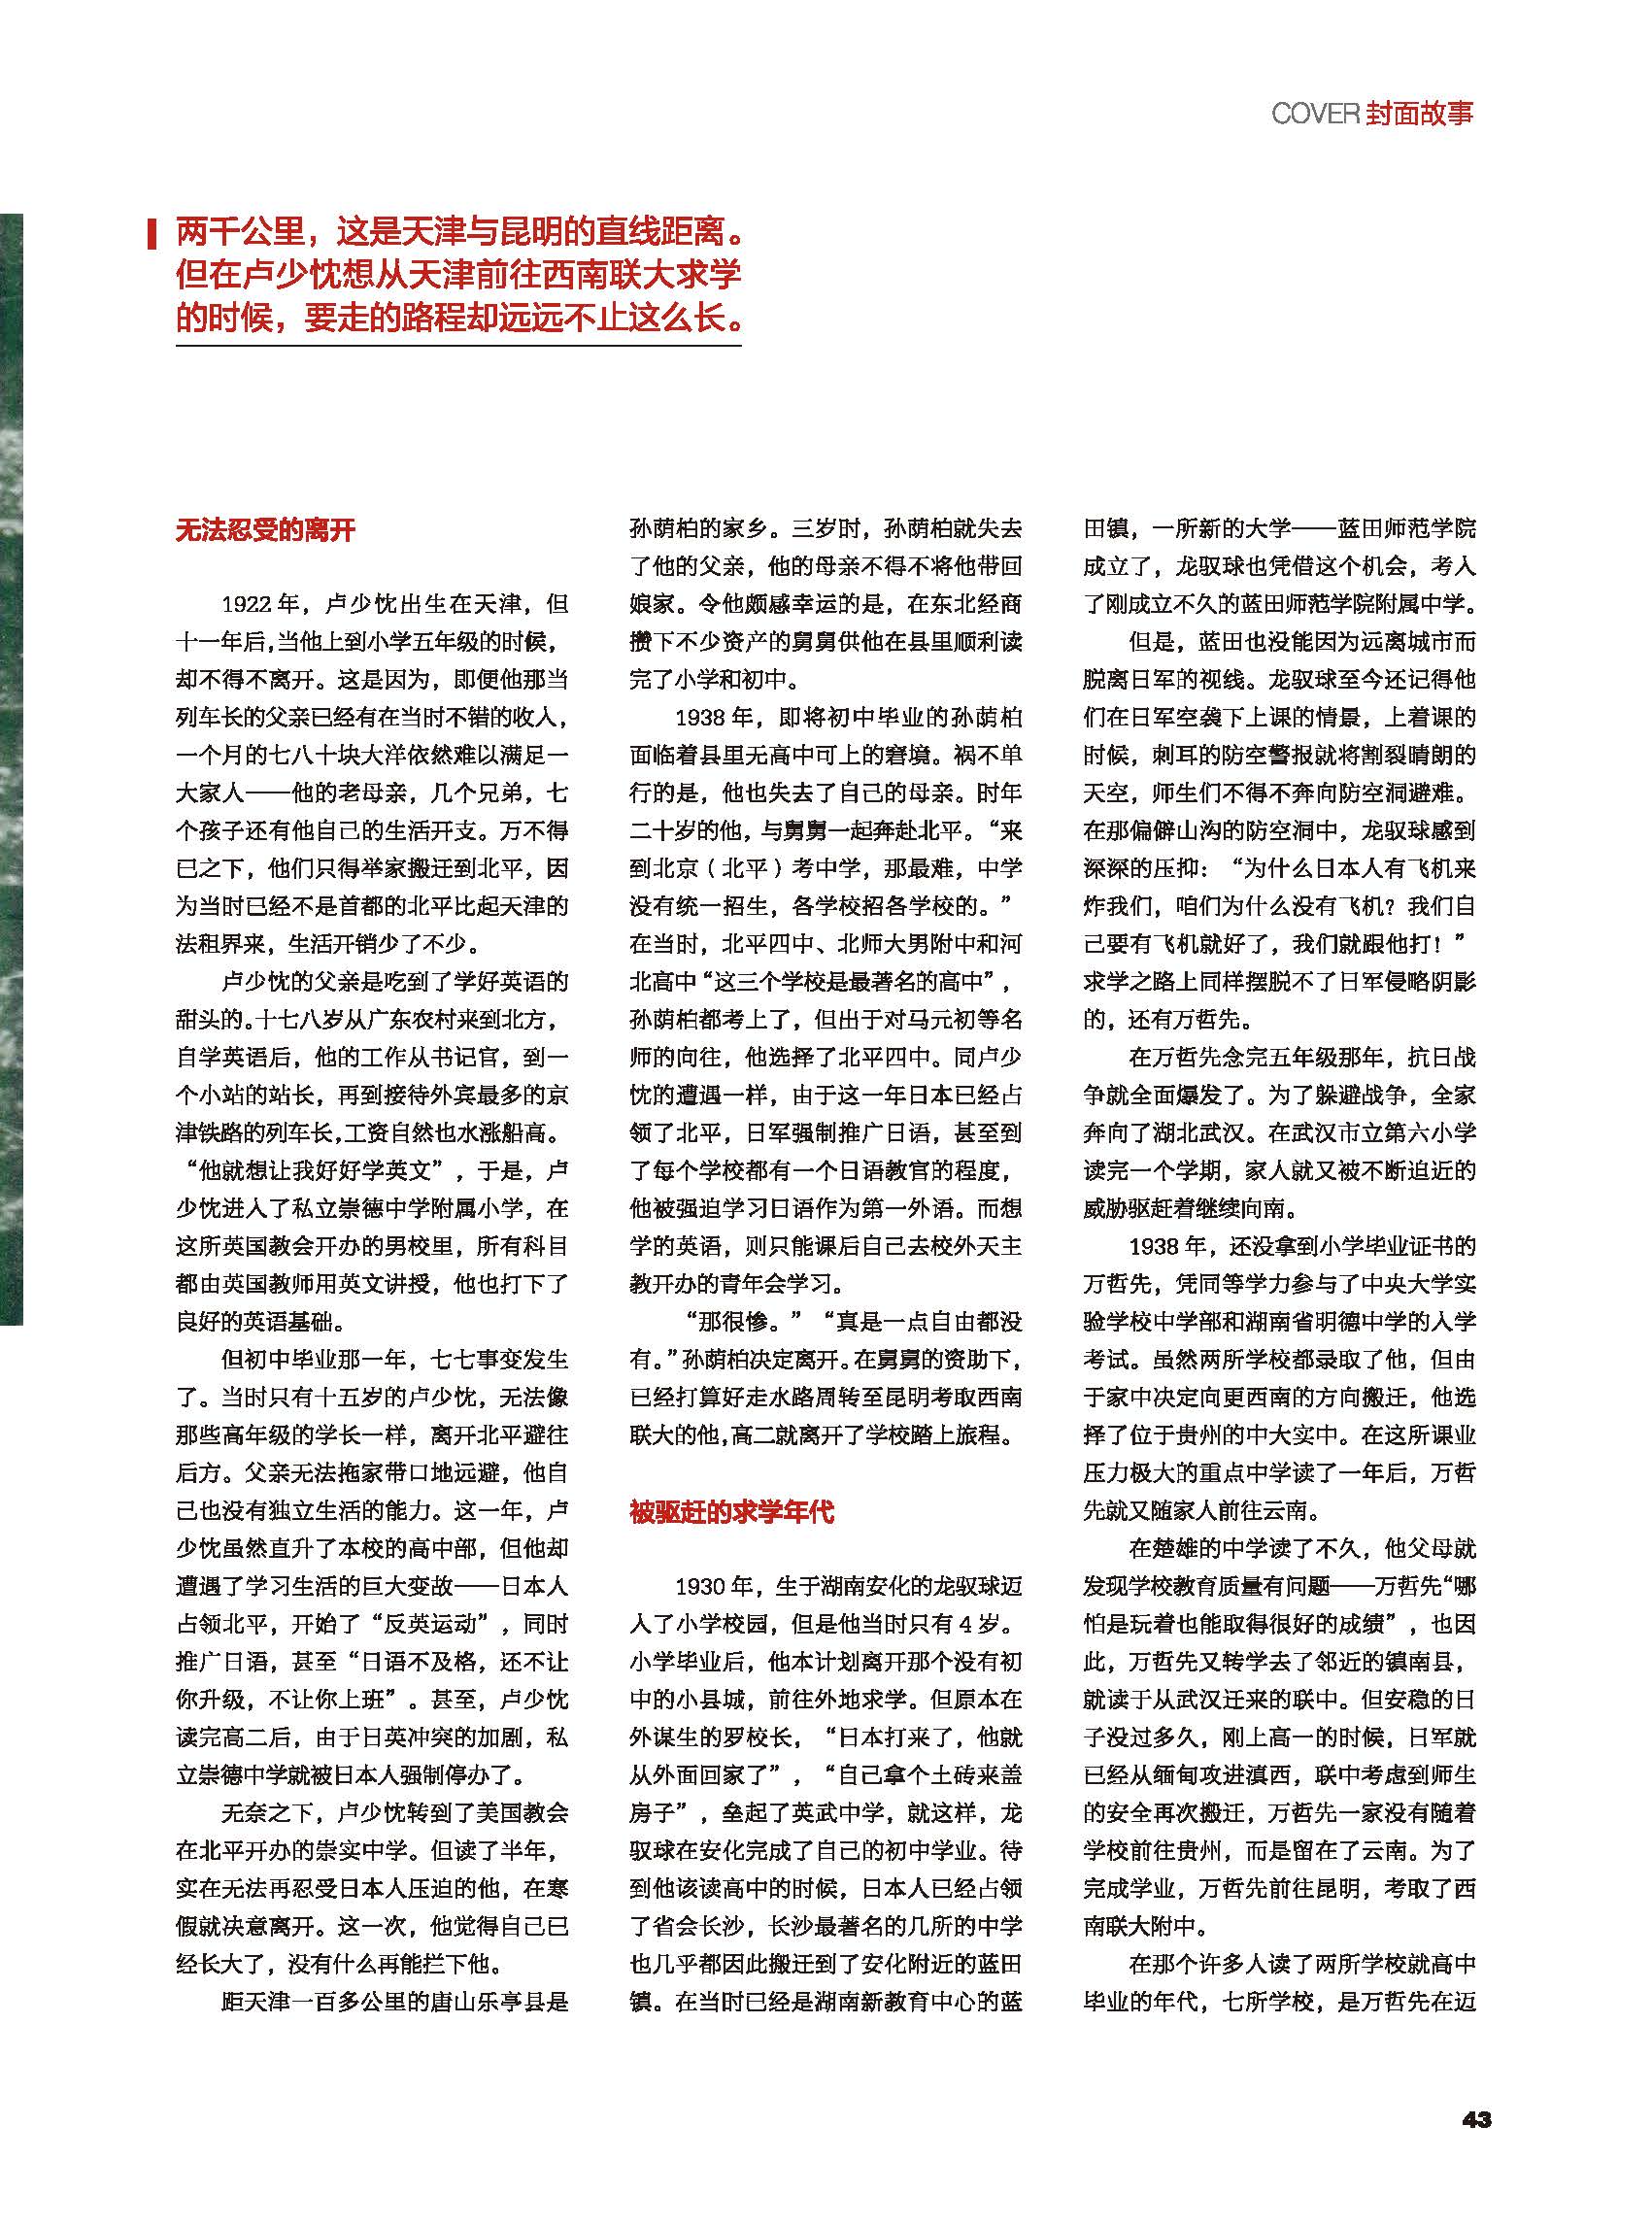 COVER 封面故事
两千公里，这是天津与昆明的直线距离。
但在卢少忱想从天津前往西南联大求学
的时候，要走的路程却远远不止这么长。
无法忍受的离开
1922 年，卢少忱出生在天津，但
十一年后，当他上到小学五年级的时候，
却不得不离开。这是因为，即便他那当
列车长的父亲已经有在当时不错的收入，
一个月的七八十块大洋依然难以满足一
大家人——他的老母亲，几个兄弟，七
个孩子还有他自己的生活开支。万不得
已之下，他们只得举家搬迁到北平，因
为当时已经不是首都的北平比起天津的
法租界来，生活开销少了不少。
卢少忱的父亲是吃到了学好英语的
甜头的。十七八岁从广东农村来到北方，
自学英语后，他的工作从书记官，到一
个小站的站长，再到接待外宾最多的京
津铁路的列车长，工资自然也水涨船高。
“他就想让我好好学英文”，于是，卢
少忱进入了私立崇德中学附属小学，在
这所英国教会开办的男校里，所有科目
都由英国教师用英文讲授，他也打下了
良好的英语基础。
但初中毕业那一年，七七事变发生
了。当时只有十五岁的卢少忱，无法像
那些高年级的学长一样，离开北平避往
后方。父亲无法拖家带口地远避，他自
己也没有独立生活的能力。这一年，卢
少忱虽然直升了本校的高中部，但他却
遭遇了学习生活的巨大变故——日本人
占领北平，开始了“反英运动”，同时
推广日语，甚至“日语不及格，还不让
你升级，不让你上班”。甚至，卢少忱
读完高二后，由于日英冲突的加剧，私
立崇德中学就被日本人强制停办了。
无奈之下，卢少忱转到了美国教会
在北平开办的崇实中学。但读了半年，
实在无法再忍受日本人压迫的他，在寒
假就决意离开。这一次，他觉得自己已
经长大了，没有什么再能拦下他。
距天津一百多公里的唐山乐亭县是
孙荫柏的家乡。三岁时，孙荫柏就失去
了他的父亲，他的母亲不得不将他带回
娘家。令他颇感幸运的是，在东北经商
攒下不少资产的舅舅供他在县里顺利读
完了小学和初中。
1938 年，即将初中毕业的孙荫柏
面临着县里无高中可上的窘境。祸不单
行的是，他也失去了自己的母亲。时年
二十岁的他，与舅舅一起奔赴北平。“来
到北京（北平）考中学，那最难，中学
没有统一招生，各学校招各学校的。”
在当时，北平四中、北师大男附中和河
北高中“这三个学校是最著名的高中”，
孙荫柏都考上了，但出于对马元初等名
师的向往，他选择了北平四中。同卢少
忱的遭遇一样，由于这一年日本已经占
领了北平，日军强制推广日语，甚至到
了每个学校都有一个日语教官的程度，
他被强迫学习日语作为第一外语。而想
学的英语，则只能课后自己去校外天主
教开办的青年会学习。
“那很惨。”“真是一点自由都没
有。”孙荫柏决定离开。在舅舅的资助下，
已经打算好走水路周转至昆明考取西南
联大的他，高二就离开了学校踏上旅程。
被驱赶的求学年代
1930 年，生于湖南安化的龙驭球迈
入了小学校园，但是他当时只有 4 岁。
小学毕业后，他本计划离开那个没有初
中的小县城，前往外地求学。但原本在
外谋生的罗校长，“日本打来了，他就
从外面回家了”，“自己拿个土砖来盖
房子”，垒起了英武中学，就这样，龙
驭球在安化完成了自己的初中学业。待
到他该读高中的时候，日本人已经占领
了省会长沙，长沙最著名的几所的中学
也几乎都因此搬迁到了安化附近的蓝田
镇。在当时已经是湖南新教育中心的蓝
田镇，一所新的大学——蓝田师范学院
成立了，龙驭球也凭借这个机会，考入
了刚成立不久的蓝田师范学院附属中学。
但是，蓝田也没能因为远离城市而
脱离日军的视线。龙驭球至今还记得他
们在日军空袭下上课的情景，上着课的
时候，刺耳的防空警报就将割裂晴朗的
天空，师生们不得不奔向防空洞避难。
在那偏僻山沟的防空洞中，龙驭球感到
深深的压抑：“为什么日本人有飞机来
炸我们，咱们为什么没有飞机？我们自
己要有飞机就好了，我们就跟他打！”
求学之路上同样摆脱不了日军侵略阴影
的，还有万哲先。
在万哲先念完五年级那年，抗日战
争就全面爆发了。为了躲避战争，全家
奔向了湖北武汉。在武汉市立第六小学
读完一个学期，家人就又被不断迫近的
威胁驱赶着继续向南。
1938 年，还没拿到小学毕业证书的
万哲先，凭同等学力参与了中央大学实
验学校中学部和湖南省明德中学的入学
考试。虽然两所学校都录取了他，但由
于家中决定向更西南的方向搬迁，他选
择了位于贵州的中大实中。在这所课业
压力极大的重点中学读了一年后，万哲
先就又随家人前往云南。
在楚雄的中学读了不久，他父母就
发现学校教育质量有问题——万哲先“哪
怕是玩着也能取得很好的成绩”，也因
此，万哲先又转学去了邻近的镇南县，
就读于从武汉迁来的联中。但安稳的日
子没过多久，刚上高一的时候，日军就
已经从缅甸攻进滇西，联中考虑到师生
的安全再次搬迁，万哲先一家没有随着
学校前往贵州，而是留在了云南。为了
完成学业，万哲先前往昆明，考取了西
南联大附中。
在那个许多人读了两所学校就高中
毕业的年代，七所学校，是万哲先在迈
43